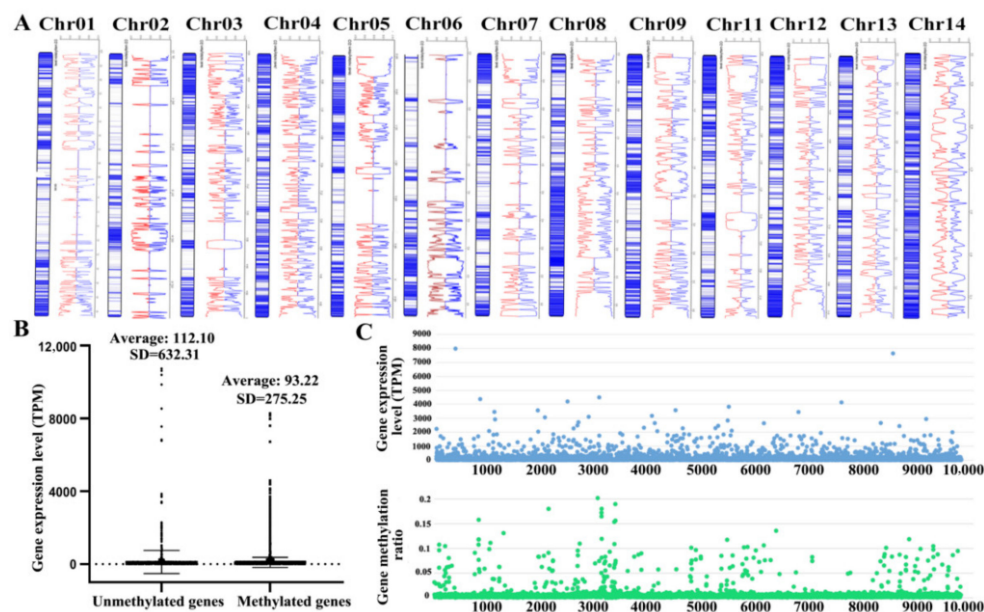 A
Chr01 Chr02 Chr03 Chr04 Chr05 Chr06 Chr07 Chr08 Chr09 Chr11 Chr12 Chr13 Chr14
B
Average: 112.10
SD=632.31
Average: 93.22
SD=275.25
Gene expression level (TPM)
12.000
8000
4000
0
Unmethylated genes Methylated genes
C
Gene expression
level (TPM)
9000
8000
7000
6000
5000
4000
3000
2000
1000
0
1000 2000 3000 4000 5000 6000 7000 8000 9000 10.000
Gene methylation
ratio
0.2
0.15
0.1
0.05
0
1000 2000 3000 4000 5000 6000 7000 8000 9000 10.000